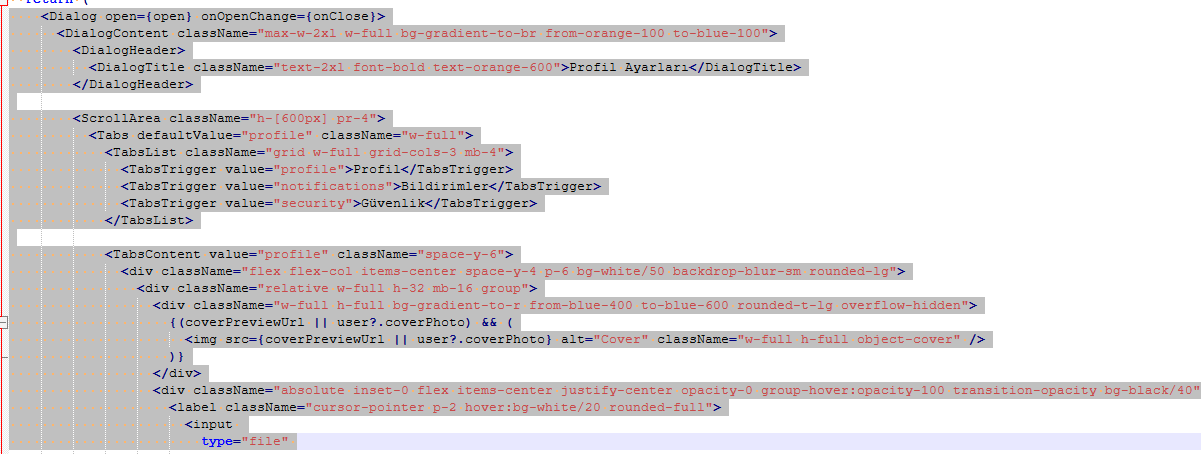 return (
<Dialog open={open} onOpenChange={onClose}>
<DialogContent className="max-w-2xl w-full bg-gradient-to-br from-orange-100 to-blue-100">
<DialogHeader>
<DialogTitle className="text-2xl font-bold text-orange-600">Profil Ayarları</DialogTitle>
</DialogHeader>
<ScrollArea className="h-[600px] pr-4">
<Tabs defaultValue="profile" className="w-full">
<TabsList className="grid w-full grid-cols-3 mb-4">
<TabsTrigger value="profile">Profil</TabsTrigger>
<TabsTrigger value="notifications">Bildirimler</TabsTrigger>
<TabsTrigger value="security">Güvenlik</TabsTrigger>
</TabsList>
<TabsContent value="profile" className="space-y-6">
<div className="flex flex-col items-center space-y-4 p-6 bg-white/50 backdrop-blur-sm rounded-lg">
<div className="relative w-full h-32 mb-16 group">
<div className="w-full h-full bg-gradient-to-r from-blue-400 to-blue-600 rounded-t-lg overflow-hidden">
{(coverPreviewUrl || user?.coverPhoto) && (
<img src={coverPreviewUrl || user?.coverPhoto} alt="Cover" className="w-full h-full object-cover" />
)}
</div>
<div className="absolute inset-0 flex items-center justify-center opacity-0 group-hover:opacity-100 transition-opacity bg-black/40"
<label className="cursor-pointer p-2 hover:bg-white/20 rounded-full">
<input
type="file"